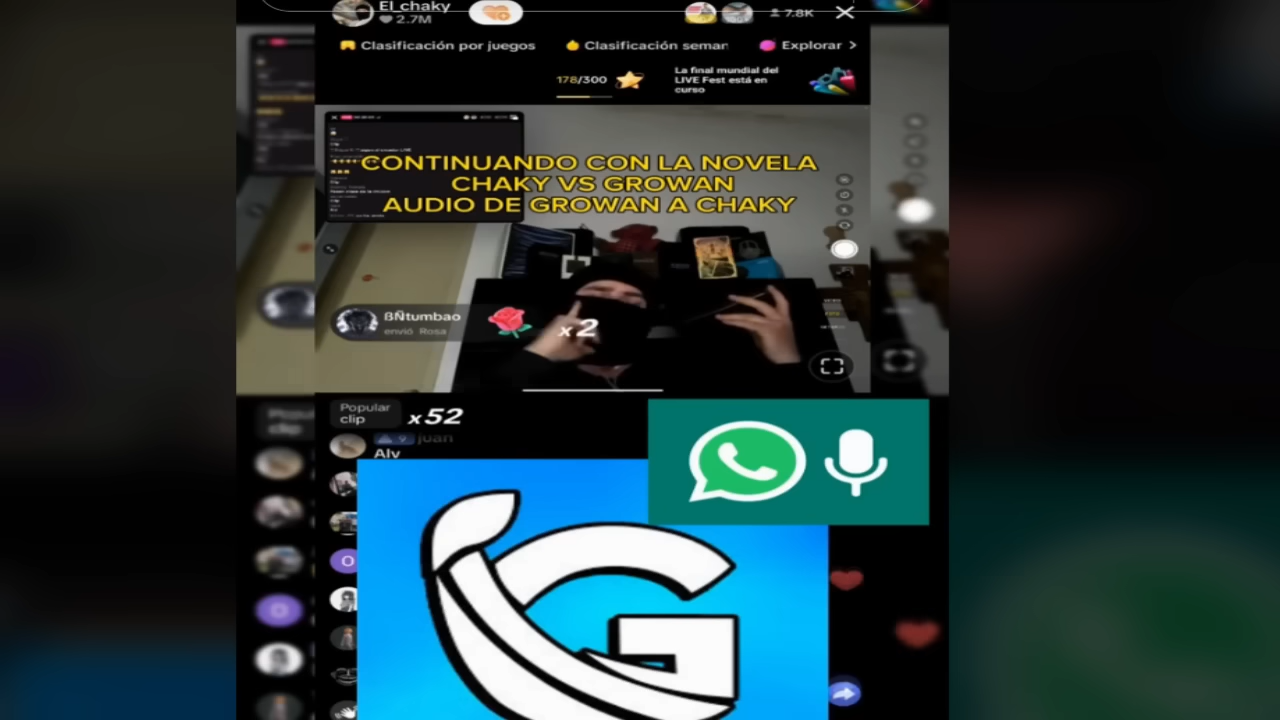 El_chaky
2.7M
7.8K
Clasificación por juegos
Clasificación seman
Explorar >
178/300
La final mundial del
LIVE Fest está en
curso
CONTINUANDO CON LA NOVELA
CHAKY VS GROWAN
AUDIO DE GROWAN A CHAKY
ßÑtumbao
envió Rosa
x2
Popular
clip
x52
9 juan
Alv
O
G